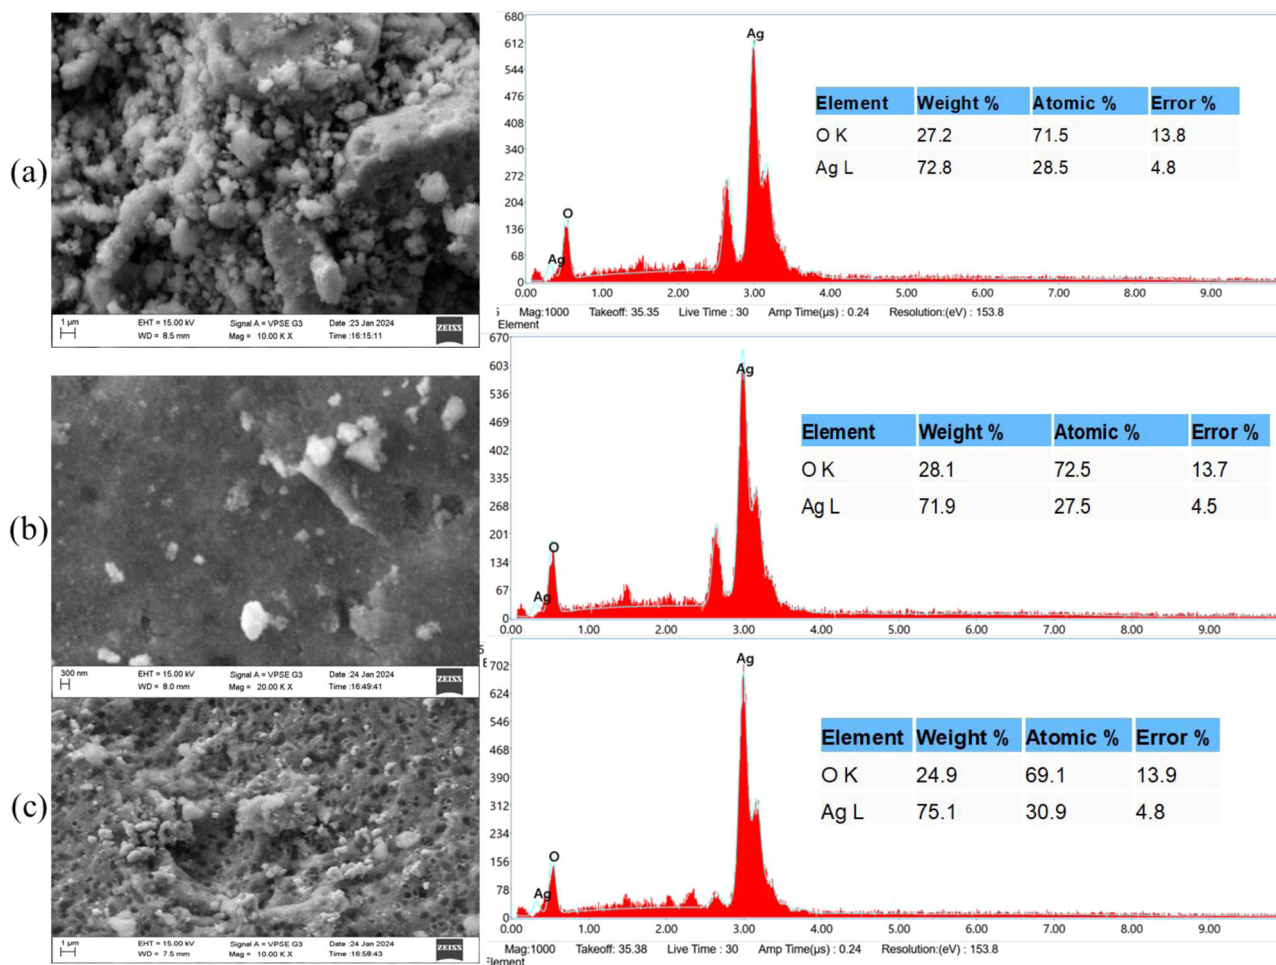 (a)
1 µm
EHT = 15.00 kV
Signal A = VPSE G3
Date :23 Jan 2024
WD = 8.5 mm
Mag = 10.00 K X
Time :16:15:11
ZEISS
680
612
544
476
408
340
272
204
136
68
0
0.00 1.00 2.00 3.00 4.00 5.00 6.00 7.00 8.00 9.00
Ag
O
Ag
Element Weight % Atomic % Error %
O K 27.2 71.5 13.8
Ag L 72.8 28.5 4.8
Mag:1000 Takeoff: 35.35 Live Time : 30 Amp Time(µs) : 0.24 Resolution:(eV) : 153.8
Element
(b)
300 nm
EHT = 15.00 kV
Signal A = VPSE G3
Date :24 Jan 2024
WD = 8.0 mm
Mag = 20.00 K X
Time :16:49:41
ZEISS
670
603
536
469
402
335
268
201
134
67
0
0.00 1.00 2.00 3.00 4.00 5.00 6.00 7.00 8.00 9.00
Ag
O
Ag
Element Weight % Atomic % Error %
O K 28.1 72.5 13.7
Ag L 71.9 27.5 4.5
(c)
1 µm
EHT = 15.00 kV
Signal A = VPSE G3
Date :24 Jan 2024
WD = 7.5 mm
Mag = 10.00 K X
Time :16:58:43
ZEISS
702
624
546
468
390
312
234
156
78
0
0.00 1.00 2.00 3.00 4.00 5.00 6.00 7.00 8.00 9.00
Ag
O
Ag
Element Weight % Atomic % Error %
O K 24.9 69.1 13.9
Ag L 75.1 30.9 4.8
Mag:1000 Takeoff: 35.38 Live Time : 30 Amp Time(µs) : 0.24 Resolution:(eV) : 153.8
Element